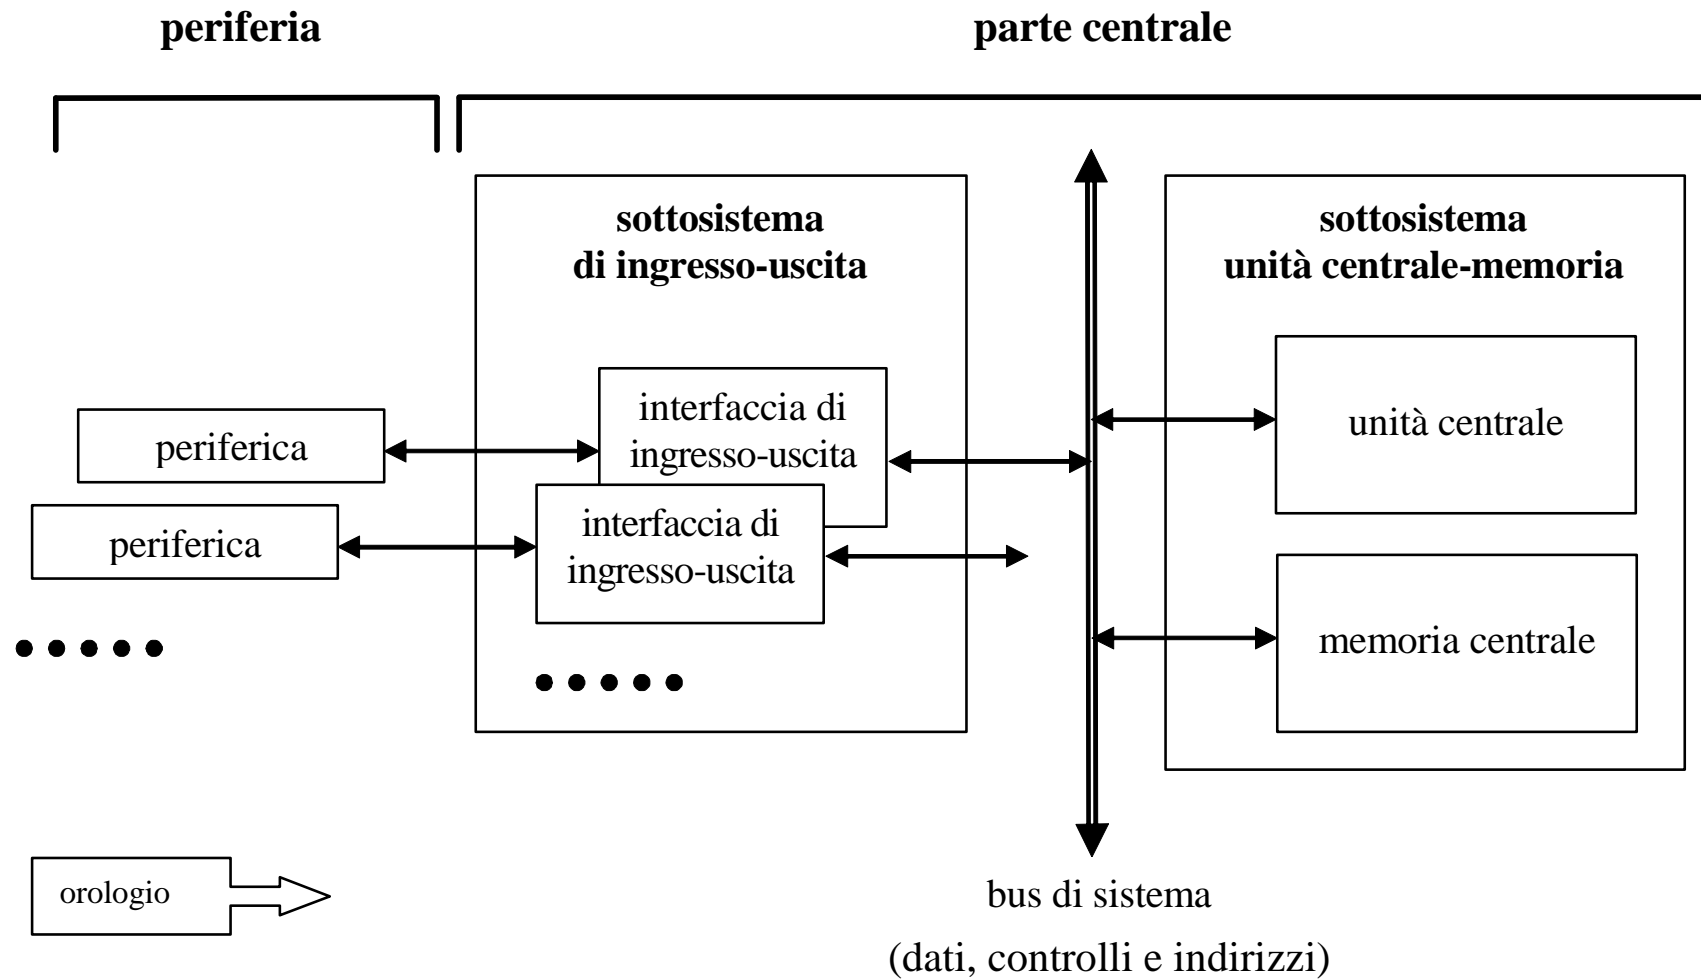 periferia
parte centrale
sottosistema
di ingresso-uscita
sottosistema
unità centrale-memoria
interfaccia di
ingresso-uscita
unità centrale
periferica
interfaccia di
ingresso-uscita
periferica
memoria centrale
orologio
bus di sistema
(dati, controlli e indirizzi)